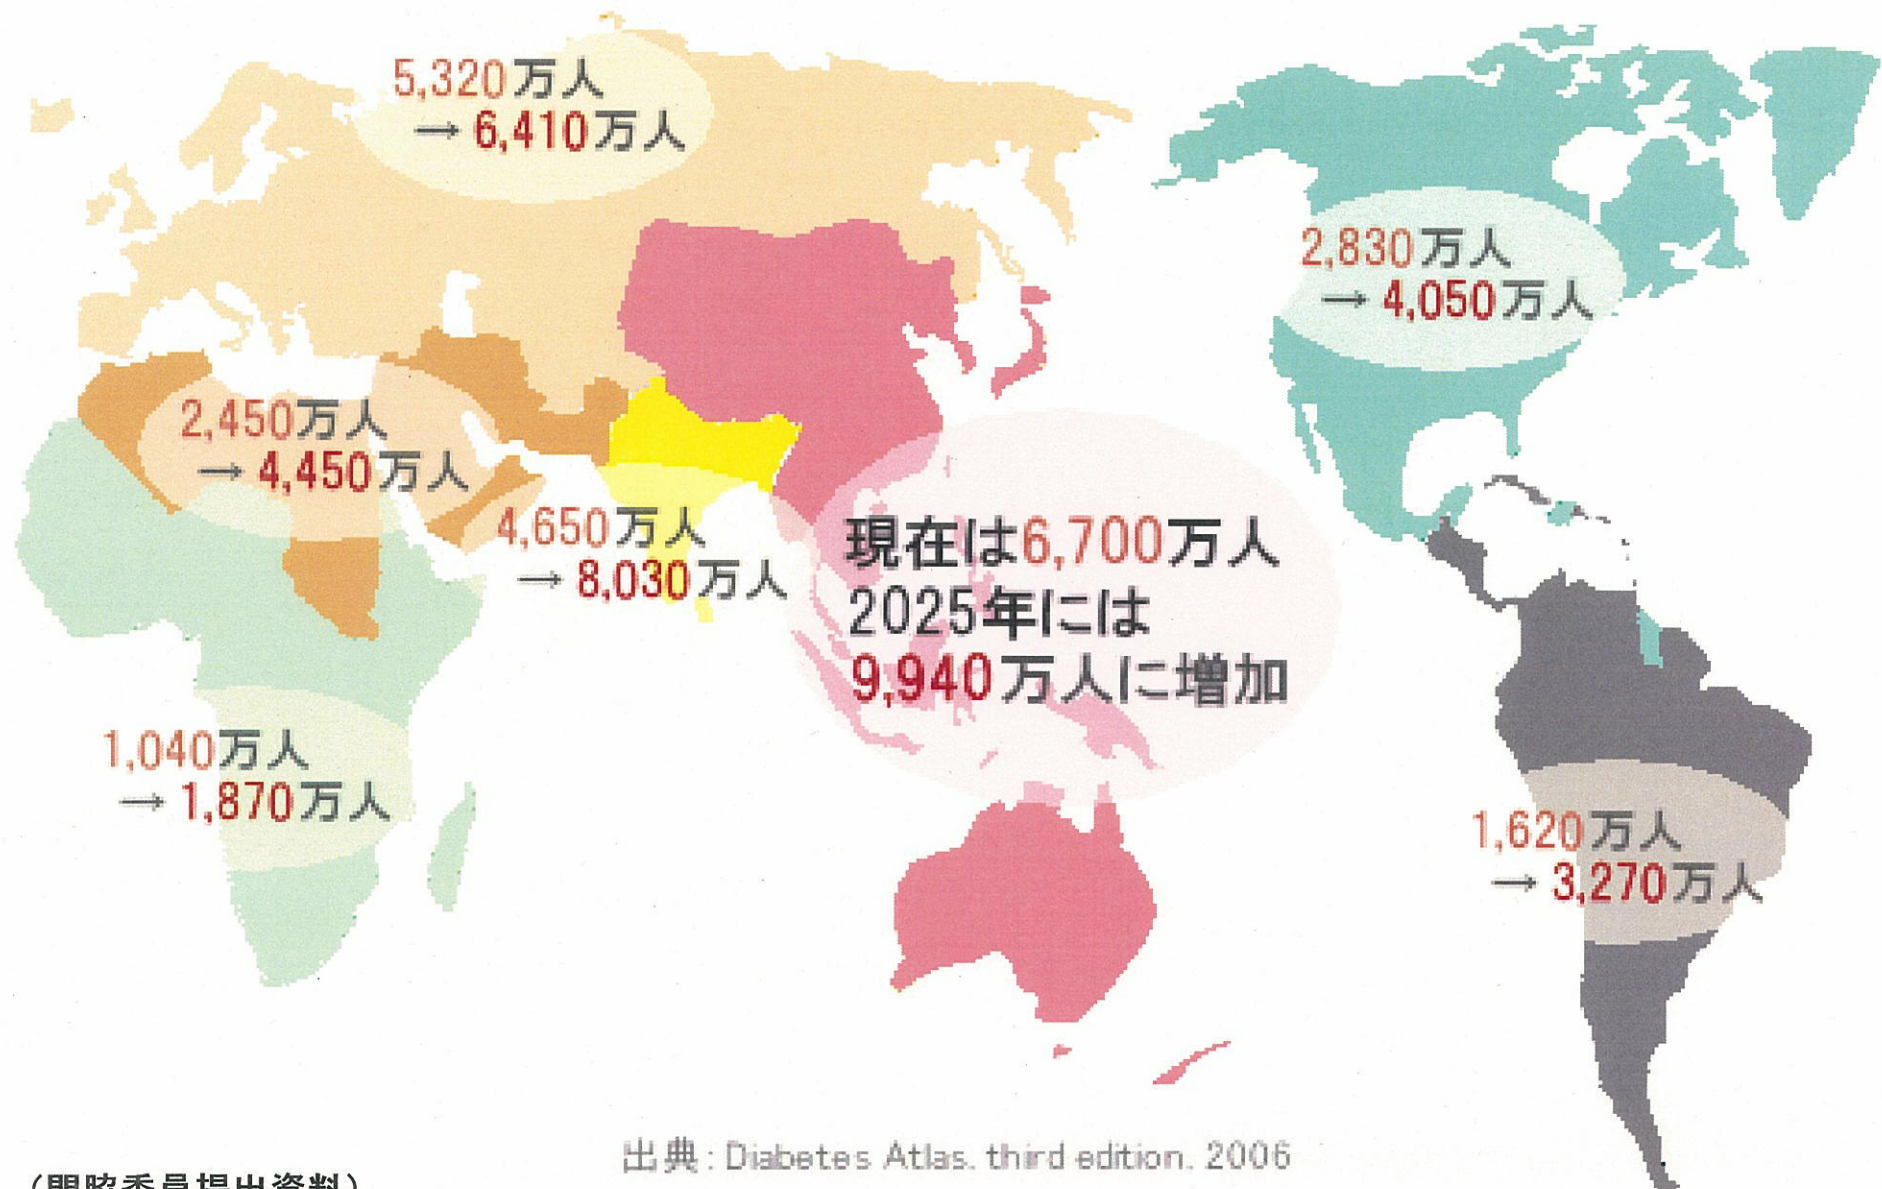 5,320万人
→ 6,410万人
2,830万人
→ 4,050万人
2,450万人
→ 4,450万人
4,650万人
→ 8,030万人
現在は6,700万人
2025年には
9,940万人に増加
1,040万人
→ 1,870万人
1,620万人
→ 3,270万人
出典:Diabetes Atlas. third edition. 2006